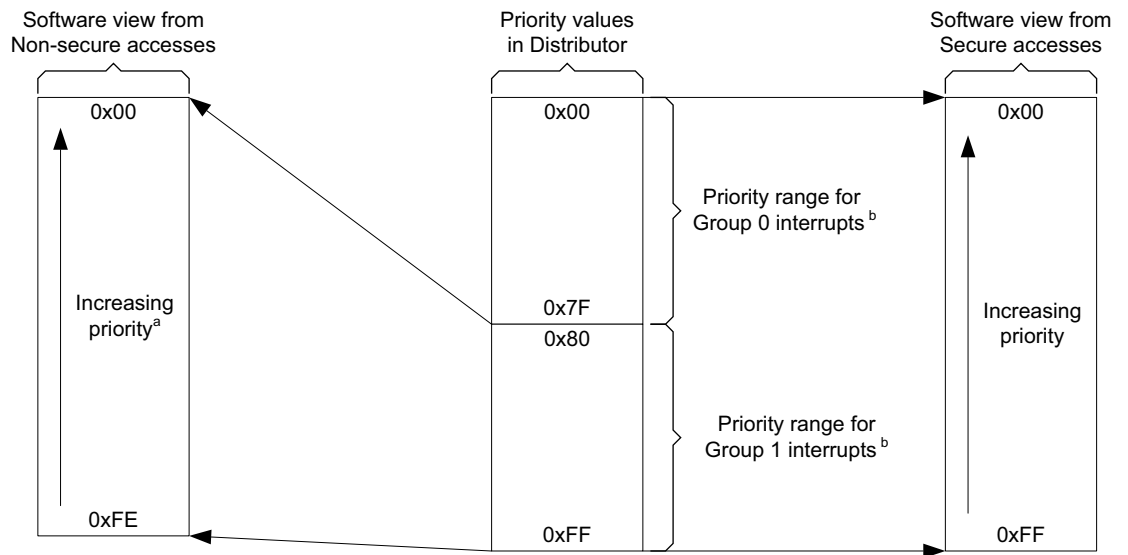 Software view from
Non-secure accesses
Priority values
in Distributor
Software view from
Secure accesses
0x00
0x00
0x00
Priority range for
Group 0 interrupts b
0x7F
0x80
Increasing
priority a
Increasing
priority
Priority range for
Group 1 interrupts b
0xFE
0xFF
0xFF